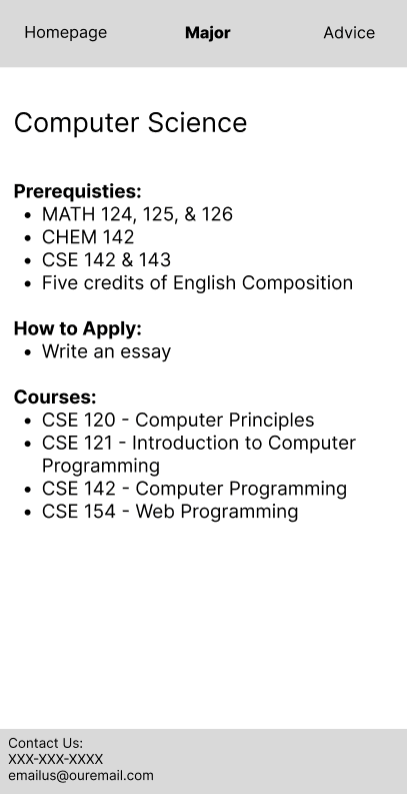 Homepage Major Advice
Computer Science
Prerequisties:
• MATH 124, 125, & 126
• CHEM 142
• CSE 142 & 143
• Five credits of English Composition
How to Apply:
• Write an essay
Courses:
• CSE 120 - Computer Principles
• CSE 121 - Introduction to Computer
Programming
• CSE 142 - Computer Programming
• CSE 154 - Web Programming
Contact Us:
XXX-XXX-XXXX
emailus@ouremail.com